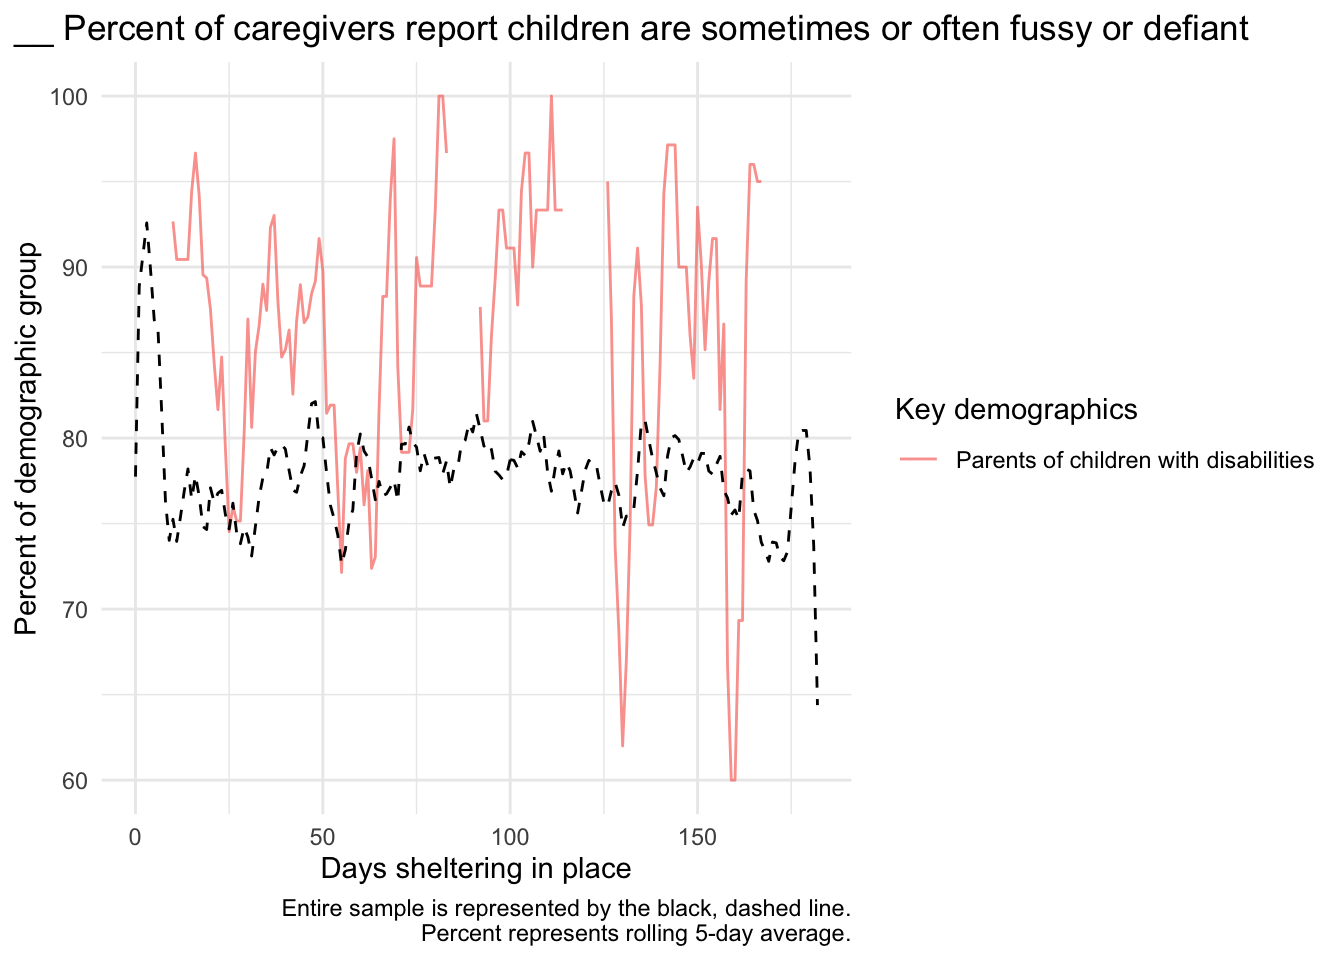 __ Percent of caregivers report children are sometimes or often fussy or defiant
Percent of demographic group
100
90
80
70
60
0
50
100
150
Days sheltering in place
Key demographics
Parents of children with disabilities
Entire sample is represented by the black, dashed line.
Percent represents rolling 5-day average.